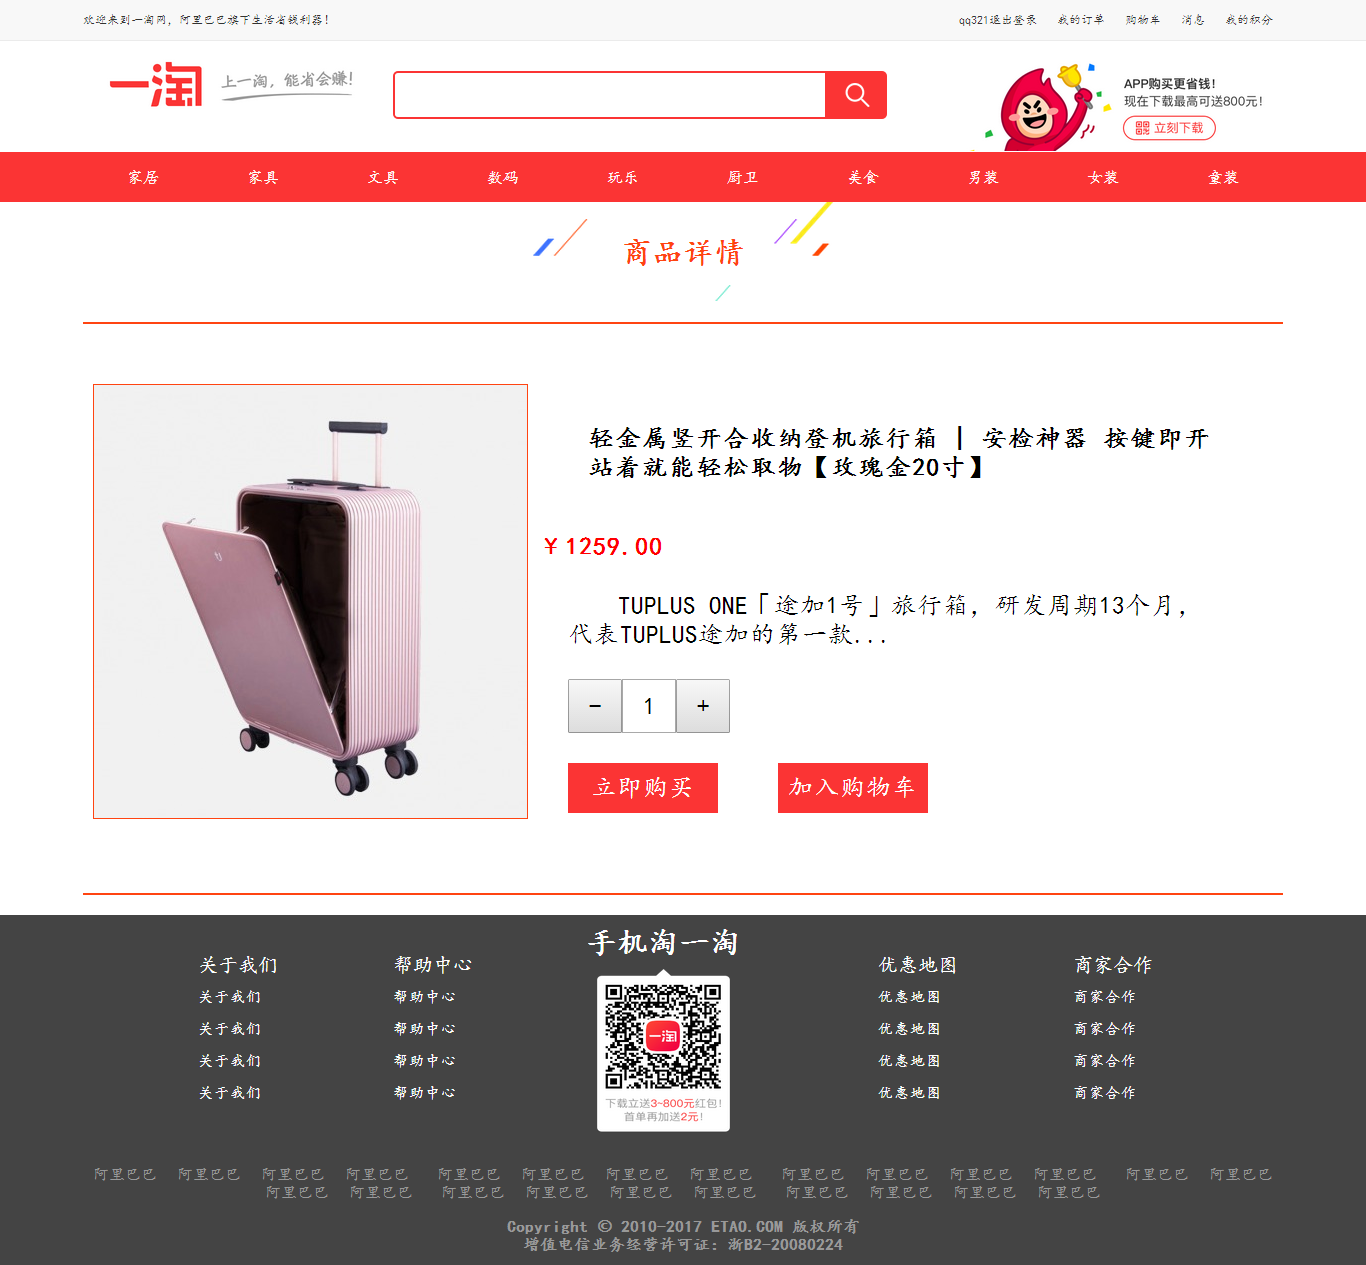 欢迎来到一淘网，阿里巴巴旗下生活省钱利器！
qq321退出登录 我的订单 购物车 消息 我的积分
一淘 上一淘，能省会赚！
APP购买更省钱！
现在下载最高可送800元！
立刻下载
家居 家具 文具 数码 玩乐 厨卫 美食 男装 女装 童装
商品详情
轻金属竖开合收纳登机旅行箱 | 安检神器 按键即开
站着就能轻松取物【玫瑰金20寸】
￥1259.00
TUPLUS ONE「途加1号」旅行箱，研发周期13个月，
代表TUPLUS途加的第一款...
- 1 +
立即购买 加入购物车
手机淘一淘
关于我们 帮助中心 优惠地图 商家合作
关于我们 帮助中心 优惠地图 商家合作
关于我们 帮助中心 优惠地图 商家合作
一淘
关于我们 帮助中心 优惠地图 商家合作
关于我们 帮助中心 优惠地图 商家合作
下载立送3~800元红包！
首单再加送2元！
阿里巴巴 阿里巴巴 阿里巴巴 阿里巴巴 阿里巴巴 阿里巴巴 阿里巴巴 阿里巴巴 阿里巴巴 阿里巴巴 阿里巴巴 阿里巴巴 阿里巴巴 阿里巴巴
阿里巴巴 阿里巴巴 阿里巴巴 阿里巴巴 阿里巴巴 阿里巴巴 阿里巴巴 阿里巴巴 阿里巴巴 阿里巴巴
Copyright © 2010-2017 ETAO.COM 版权所有
增值电信业务经营许可证：浙B2-20080224